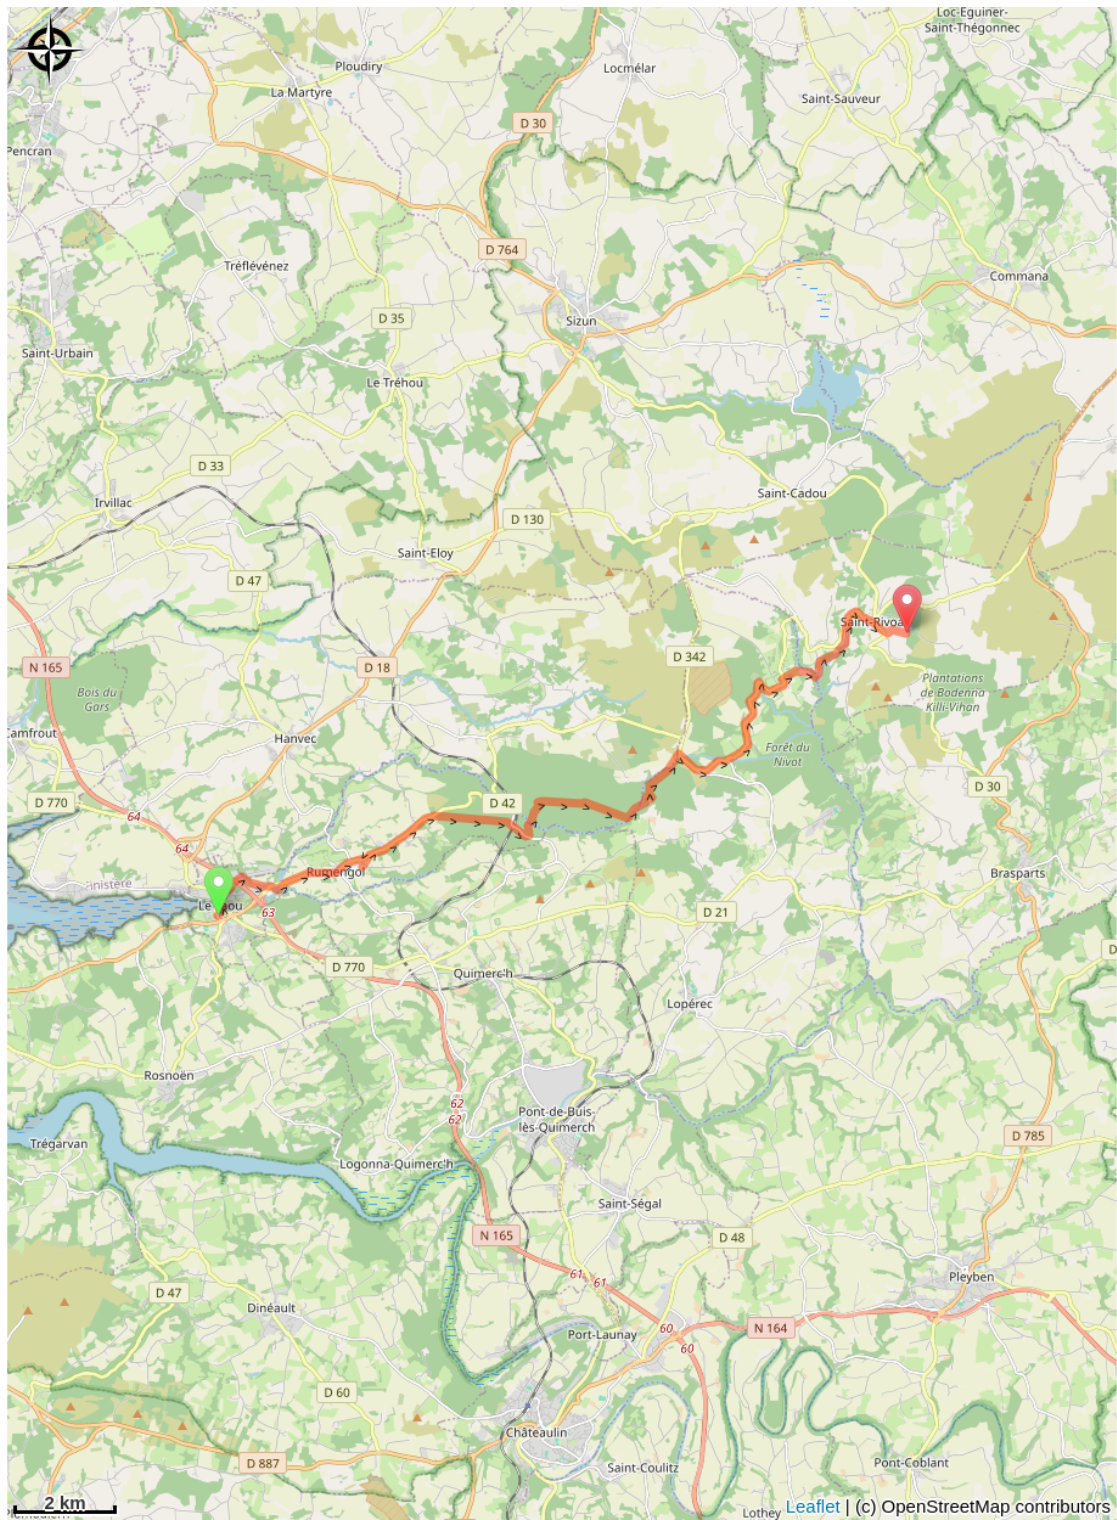 Loc-Eguiner-
Saint-Thégonnec
Ploudiry
Locmélar
La Martyre
Saint-Sauveur
D 30
Pencran
D 764
Tréflévénez
Commana
D 35
Sizun
Saint-Urbain
Le Tréhou
D 33
Saint-Cadou
Irvillac
D 130
Saint-Eloy
D 47
N 165
D 18
D 342
Bois du
Gars
Plantations
de Bodenna
Killi-Vihan
Hanvec
Forêt du
Nivot
D 30
D 770
D 42
64
64
Rumengol
Brasparts
63
D 21
D 770
Quimerc'h
Lopérec
Rosnoën
62
62
Pont-de-Buis-
lès-Quimerch
D 785
Trégarvan
Logonna-Quimerc'h
Saint-Ségal
N 165
D 48
61
61
Pleyben
D 47
Dinéault
60
N 164
Port-Launay
60
D 60
Châteaulin
D 887
Saint-Coulitz
Pont-Coblant
2 km
Lothey
Leaflet | (c) OpenStreetMap contributors